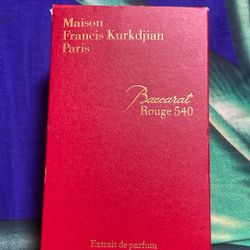 Maison
Francis Kurkdjian
Paris
Baccarat
Rouge 540
Extrait de parfum